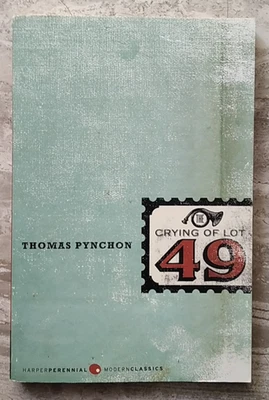 THE
CRYING OF LOT
49
THOMAS PYNCHON
HARPERPERENNIAL MODERNCLASSICS